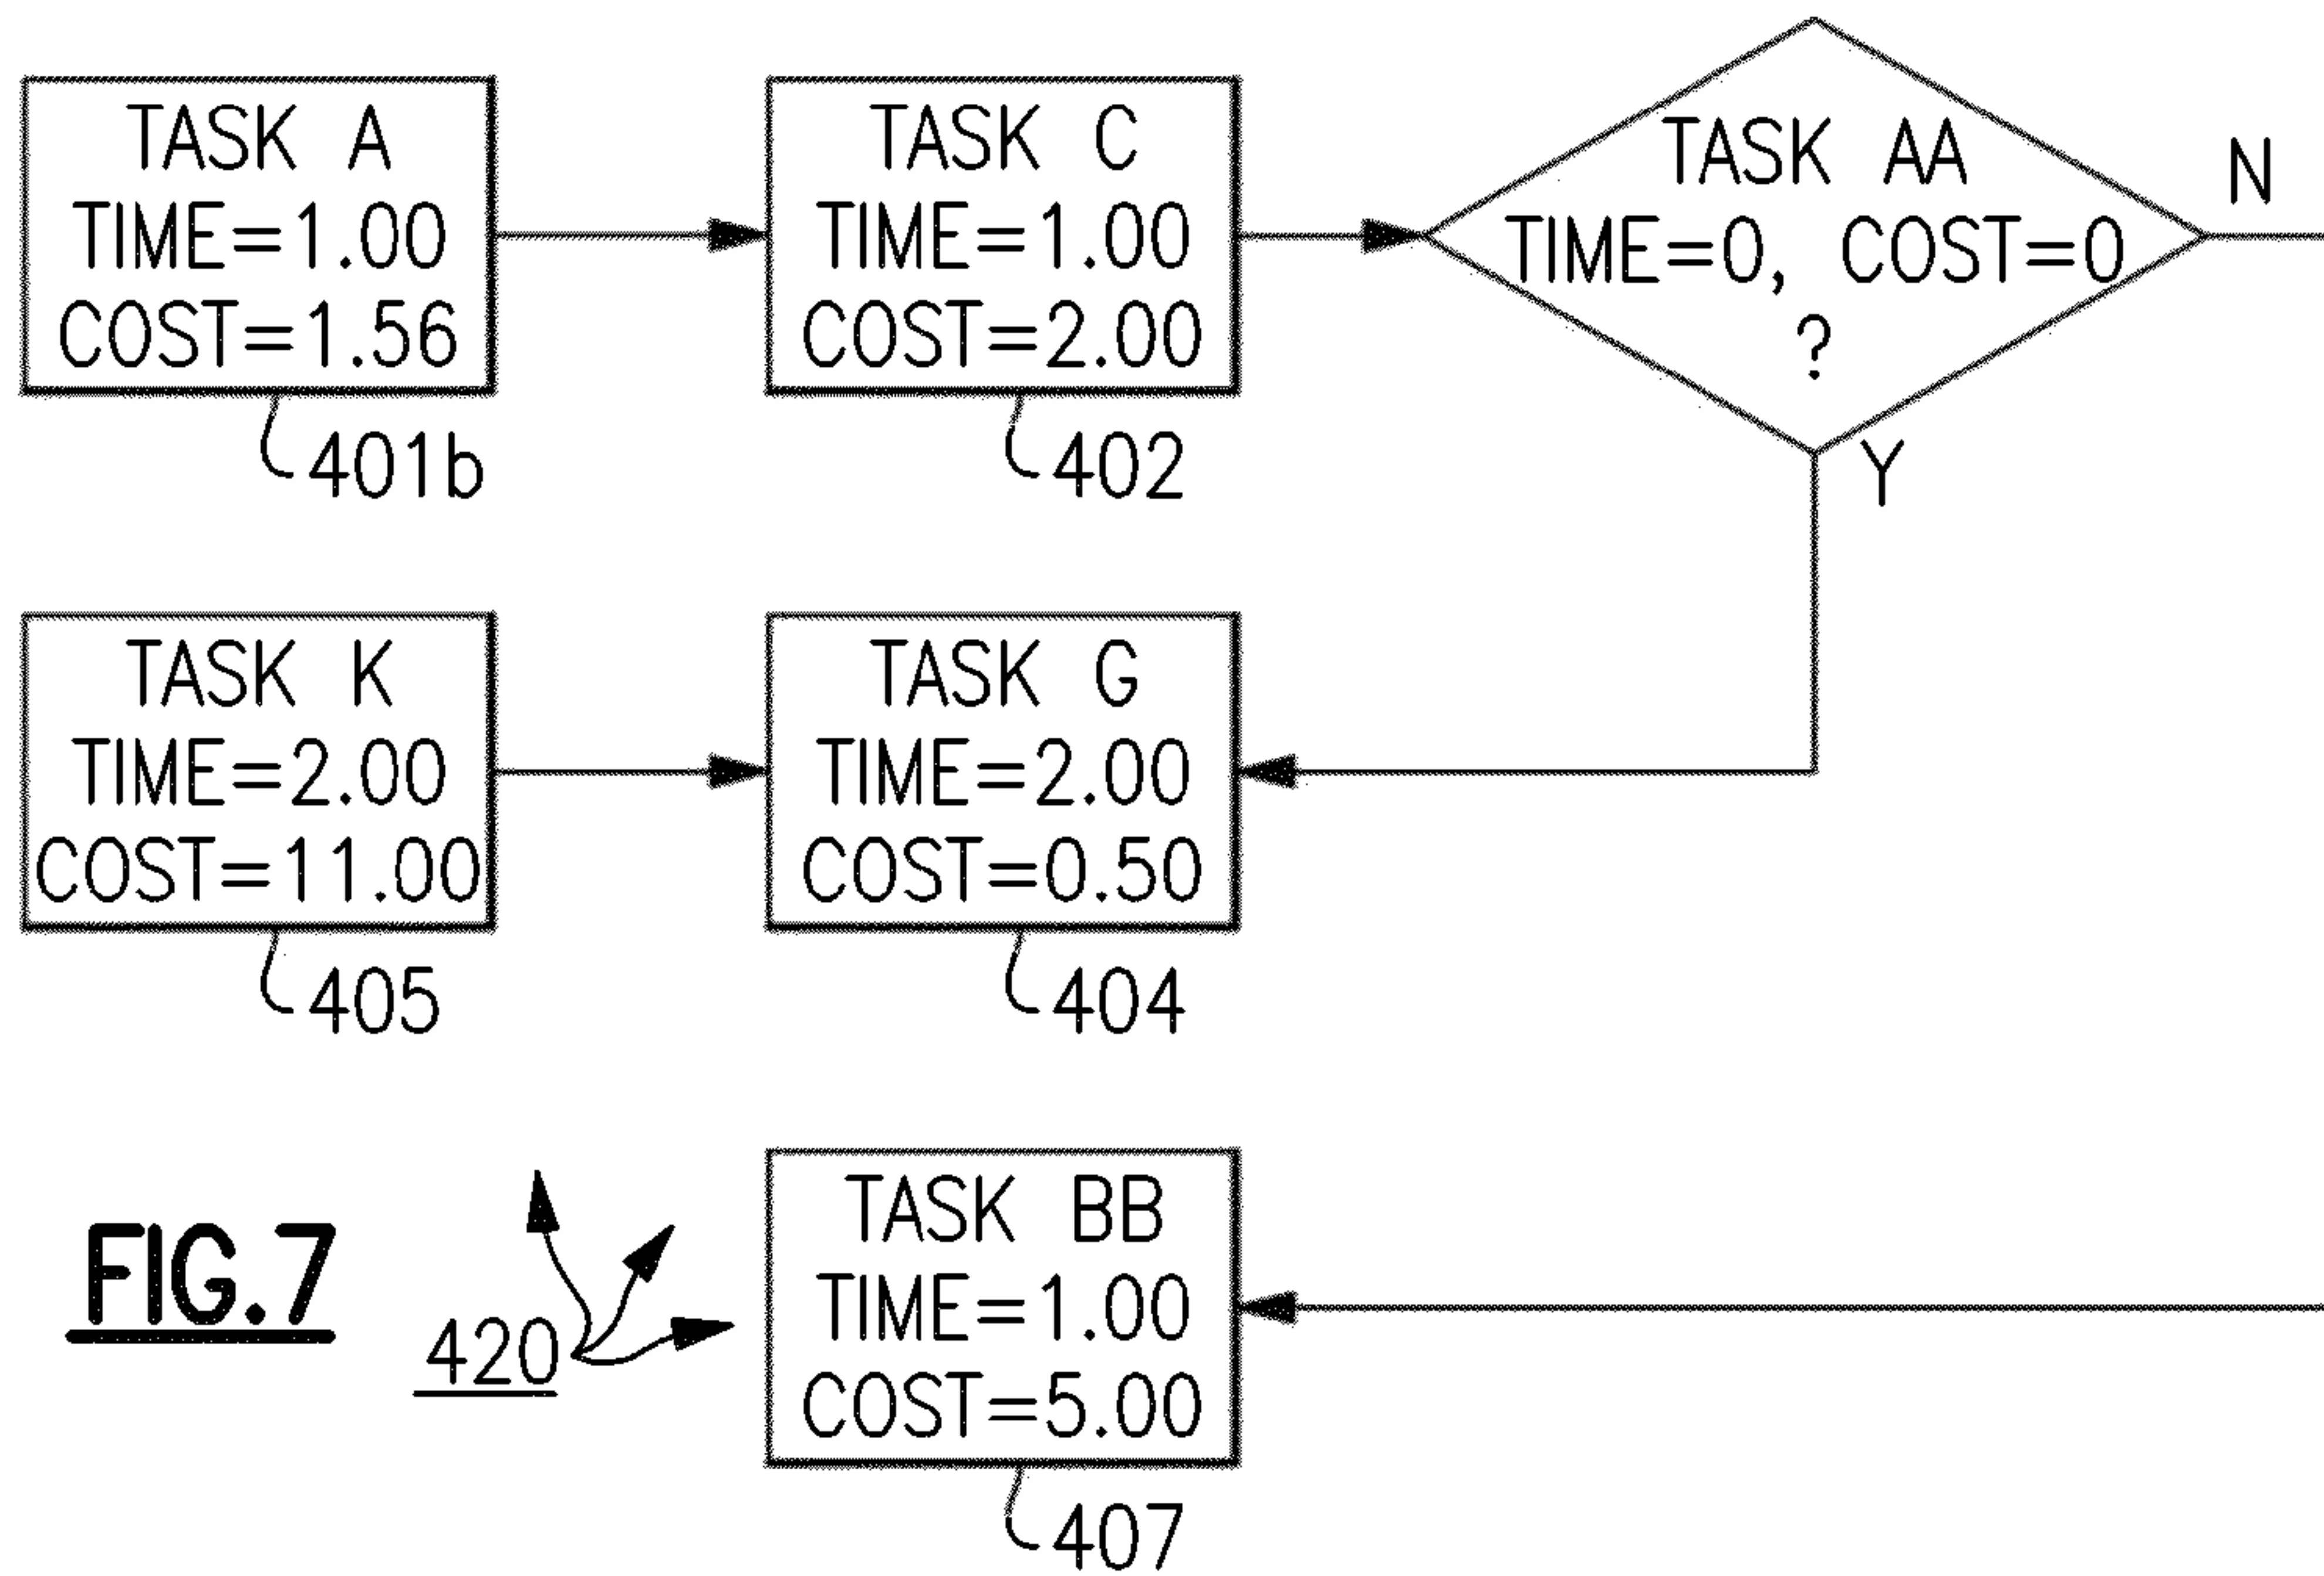 TASK A
TIME=1.00
COST=1.56
401b
TASK C
TIME=1.00
COST=2.00
402
TASK AA
TIME=0, COST=0
?
N
Y
TASK K
TIME=2.00
COST=11.00
405
TASK G
TIME=2.00
COST=0.50
404
FIG.7
420
TASK BB
TIME=1.00
COST=5.00
407